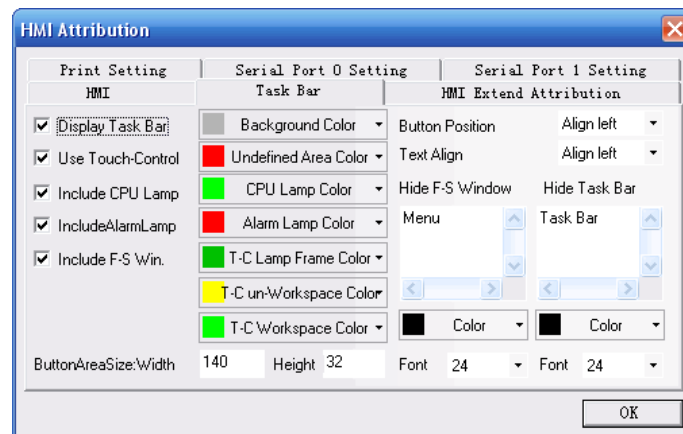 HMI Attribution
Print Setting Serial Port 0 Setting Serial Port 1 Setting
HMI Task Bar HMI Extend Attribution
Display Task Bar Background Color Button Position Align left
Use Touch-Control Undefined Area Color Text Align Align left
Include CPU Lamp CPU Lamp Color Hide F-S Window Hide Task Bar
IncludeAlarmLamp Alarm Lamp Color Menu Task Bar
Include F-S Win. T-C Lamp Frame Color
T-C un-Workspace Color
T-C Workspace Color Color Color
ButtonAreaSize:Width 140 Height 32 Font 24 Font 24
OK